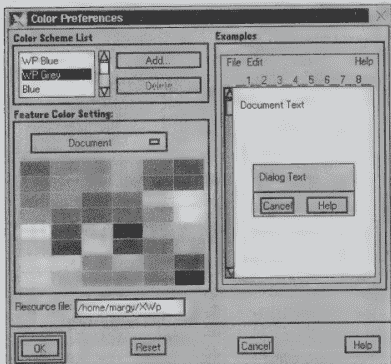 Color Preferences
Color Scheme List
WP Blue
WP Grey
Blue
Add...
Delete
Feature Color Setting:
Document
Resource file: /home/margy/XWp
Examples
File Edit Help
1 2 3 4 5 6 7 8
Document Text
Dialog Text
Cancel Help
OK Reset Cancel Help